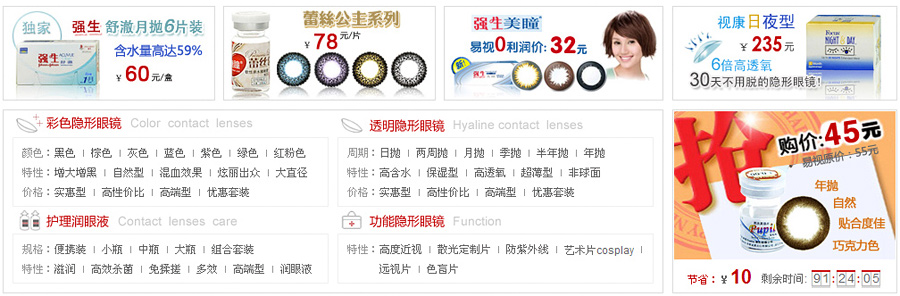 独家
强生 舒澈月抛6片装
含水量高达59%
¥ 60元/盒
蕾丝公主系列
¥ 78元/片
强生美瞳
易视0利润价: 32元
新
视康日夜型
¥ 235元
6倍高透氧
30天不用脱的隐形眼镜
Focus
NIGHT & DAY
彩色隐形眼镜 Color contact lenses
颜色: 黑色 | 棕色 | 灰色 | 蓝色 | 紫色 | 绿色 | 红粉色
特性: 增大增黑 | 自然型 | 混血效果 | 炫丽出众 | 大直径
价格: 实惠型 | 高性价比 | 高端型 | 优惠套装
护理润眼液 Contact lenses care
规格: 便携装 | 小瓶 | 中瓶 | 大瓶 | 组合套装
特性: 滋润 | 高效杀菌 | 免揉搓 | 多效 | 高端型 | 润眼液
透明隐形眼镜 Hyaline contact lenses
周期: 日抛 | 两周抛 | 月抛 | 季抛 | 半年抛 | 年抛
特性: 高含水 | 保湿型 | 高透氧 | 超薄型 | 非球面
价格: 实惠型 | 高性价比 | 高端型 | 优惠套装
功能隐形眼镜 Function
特性: 高度近视 | 散光定制片 | 防紫外线 | 艺术片cosplay |
远视片 | 色盲片
抢
购价:45元
易视原价: 55元
年抛
自然
贴合度佳
巧克力色
节省: ¥ 10 剩余时间: 91:24:05